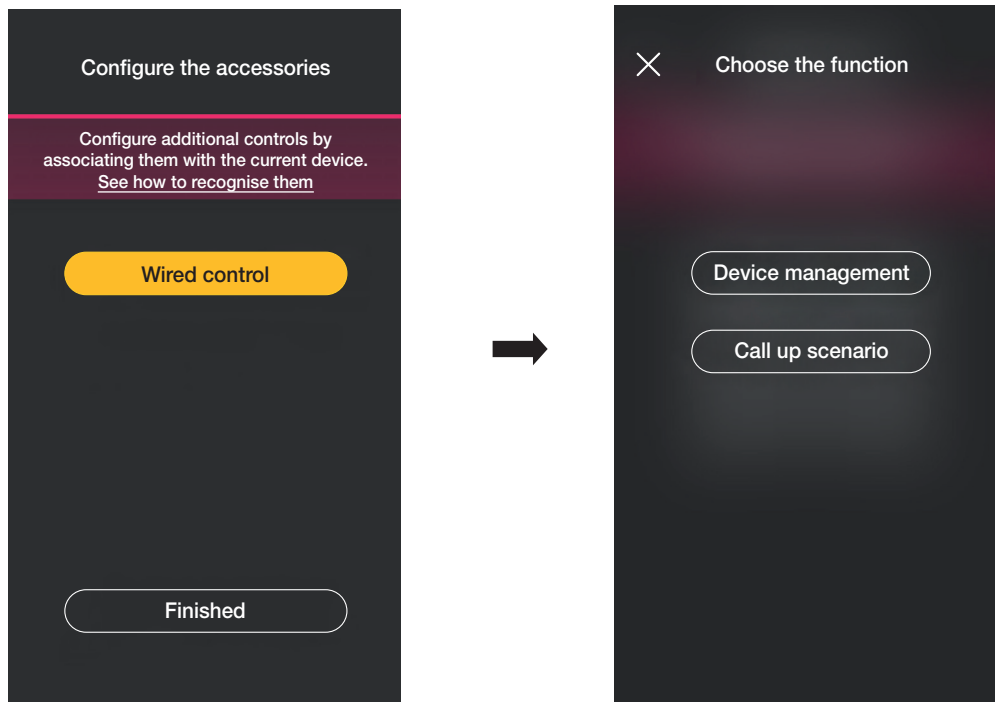 Configure the accessories
Configure additional controls by
associating them with the current device.
See how to recognise them
Wired control
Finished
Choose the function
Device management
Call up scenario